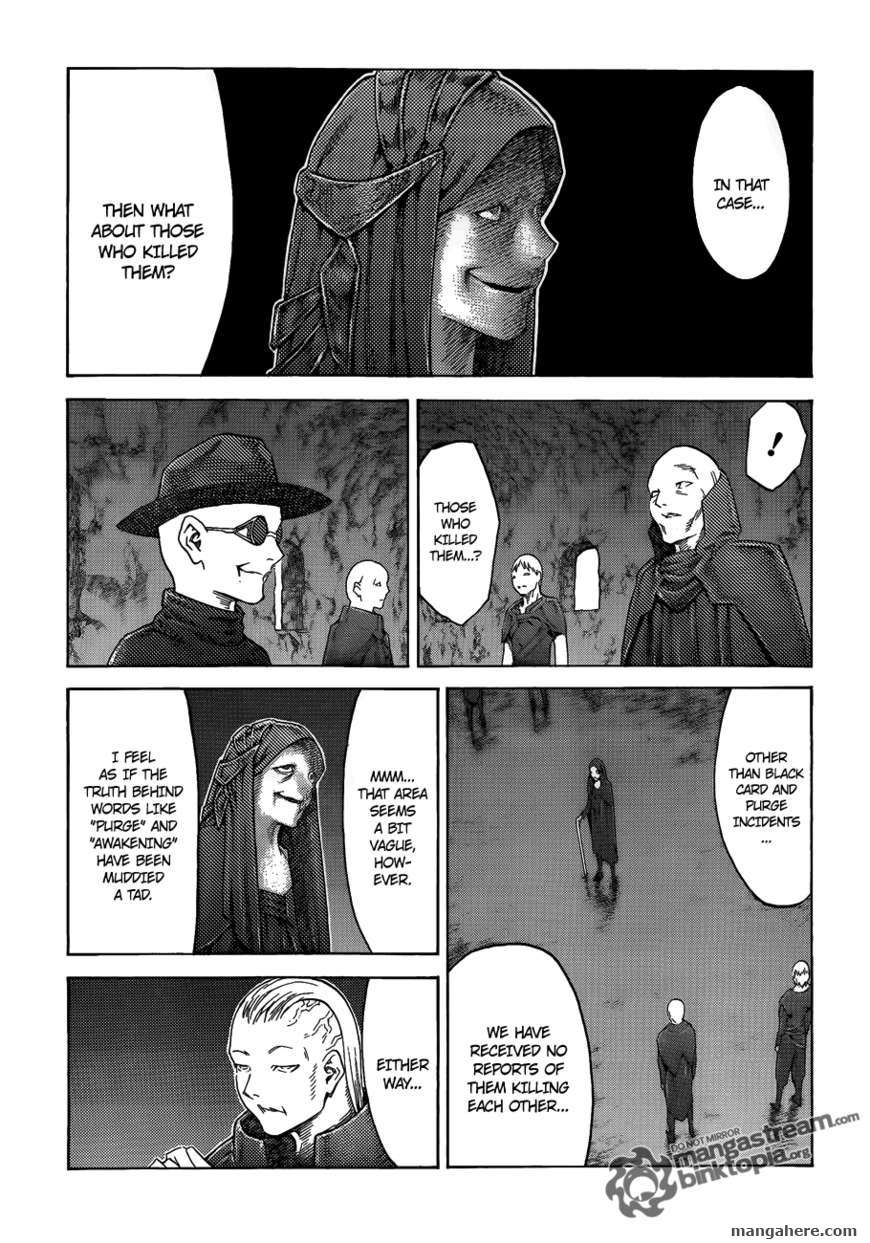 IN THAT
CASE...
THEN WHAT
ABOUT THOSE
WHO KILLED
THEM?
!
THOSE
WHO
KILLED
THEM...?
OTHER
THAN BLACK
CARD AND
PURGE
INCIDENTS
...
WE HAVE
RECEIVED NO
REPORTS OF
THEM KILLING
EACH OTHER...
MMM...
THAT AREA
SEEMS
A BIT
VAGUE,
HOW-
EVER.
I FEEL
AS IF THE
TRUTH BEHIND
WORDS LIKE
"PURGE" AND
"AWAKENING"
HAVE BEEN
MUDDIED
A TAD.
EITHER
WAY...
DO NOT MIRROR
mangastream.com
binktopia.org
mangahere.com